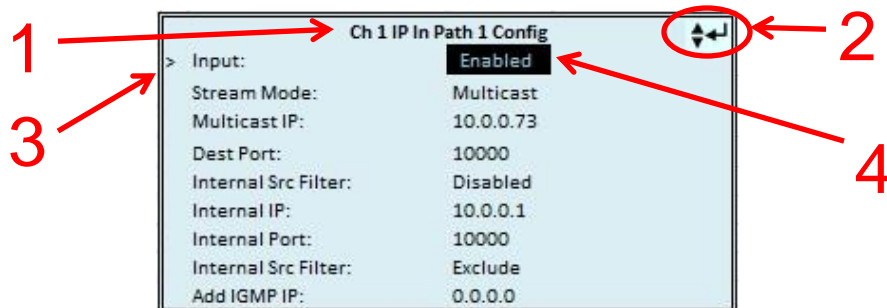 1
Ch 1 IP In Path 1 Config
2
3
> Input: Enabled
4
Stream Mode: Multicast
Multicast IP: 10.0.0.73
Dest Port: 10000
Internal Src Filter: Disabled
Internal IP: 10.0.0.1
Internal Port: 10000
Internal Src Filter: Exclude
Add IGMP IP: 0.0.0.0